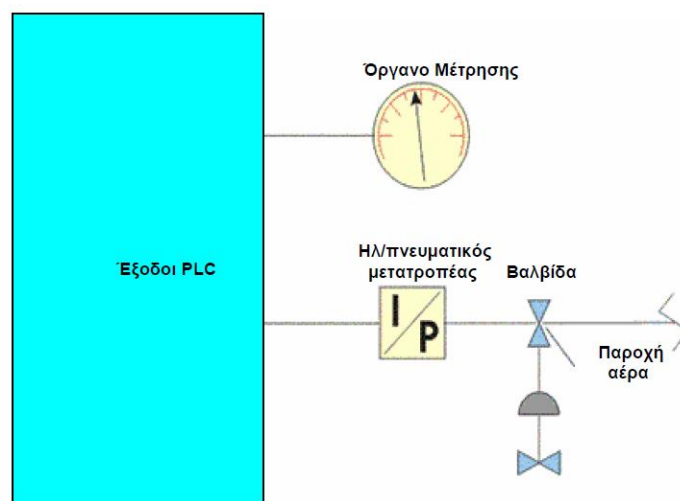 Όργανο Μέτρησης
Έξοδοι PLC
Ηλ/πνευματικός
μετατροπέας
Βαλβίδα
I
P
Παροχή
αέρα